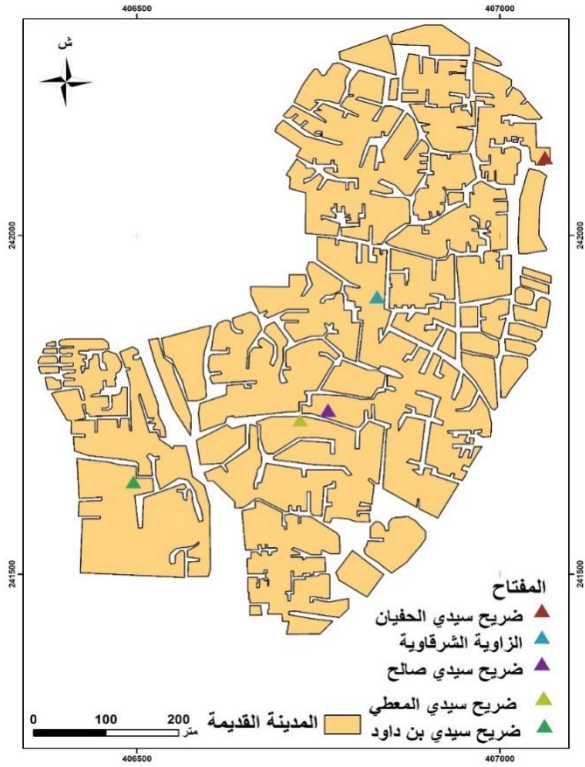 406500
407000
ش
242000
242000
241500
241500
المفتاح
ضريح سيدي الحفيان
الزاوية الشرقاوية
ضريح سيدي صالح
ضريح سيدي المعطي
ضريح سيدي بن داود
المدينة القديمة
0 100 200
متر
406500
407000